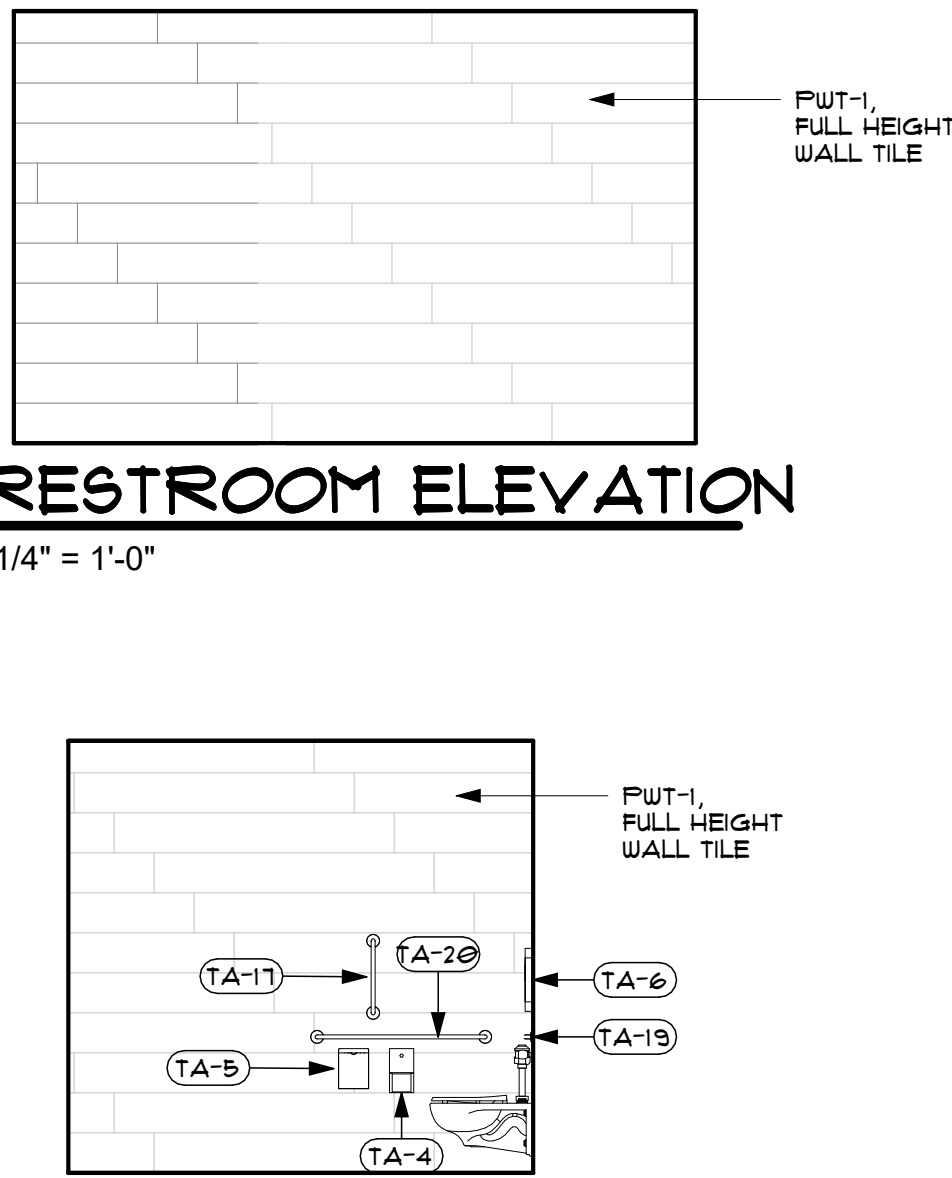 PWT-1,
FULL HEIGHT
WALL TILE
RESTROOM ELEVATION
1/4" = 1'-0"
PWT-1,
FULL HEIGHT
WALL TILE
TA-17
TA-20
TA-6
TA-19
TA-5
TA-4